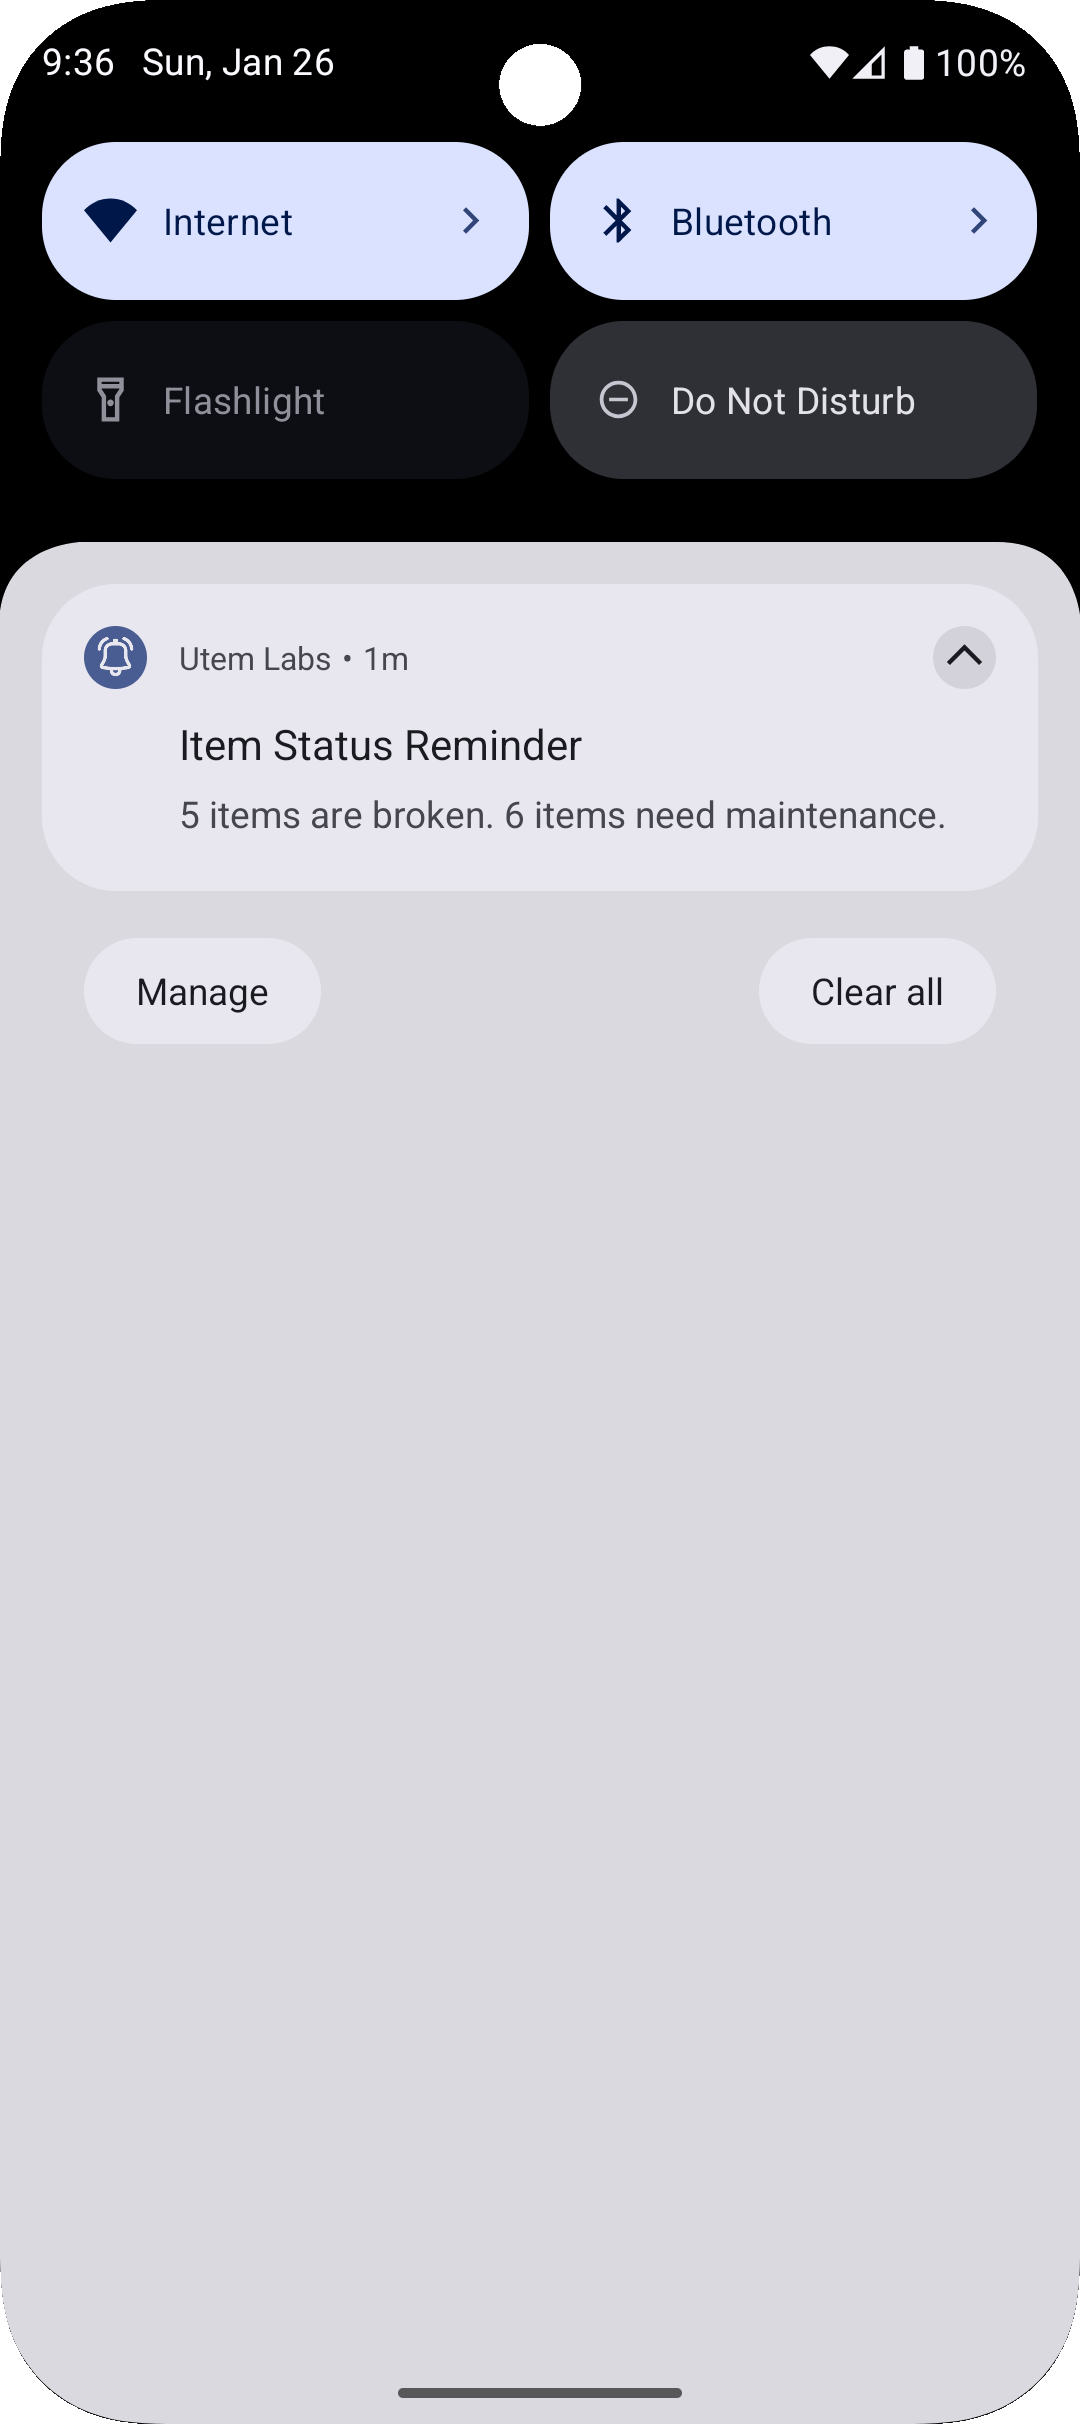 9:36 Sun, Jan 26 100%
Internet Bluetooth
Flashlight Do Not Disturb
Utem Labs • 1m
Item Status Reminder
5 items are broken. 6 items need maintenance.
Manage Clear all